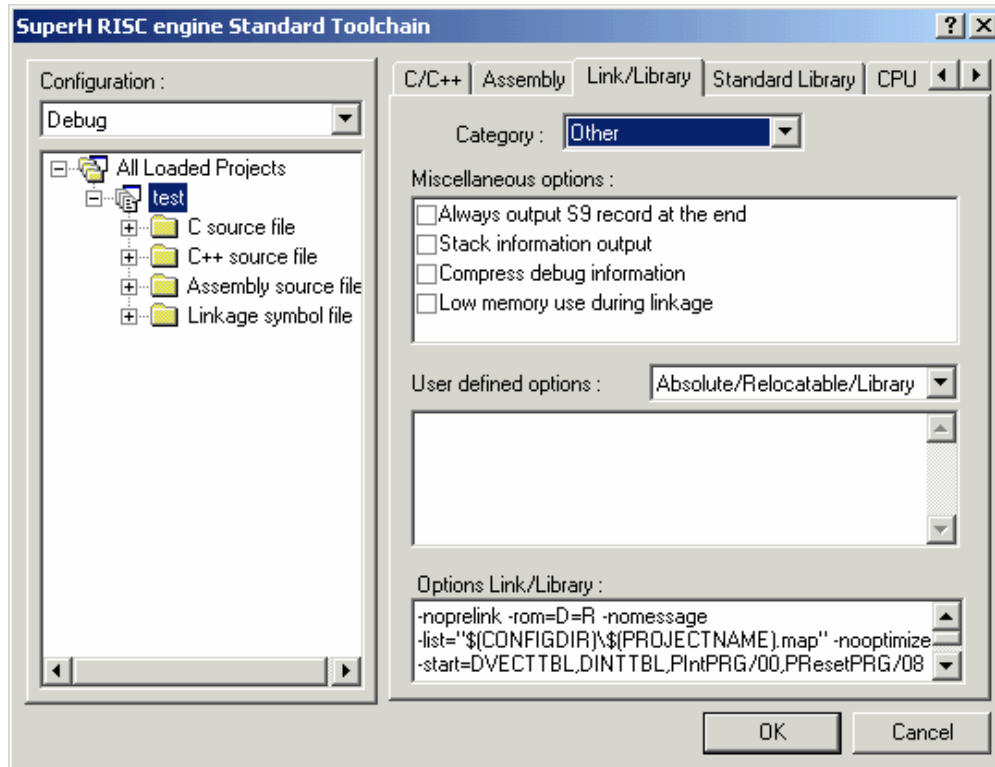 SuperH RISC engine Standard Toolchain
Configuration :
Debug
All Loaded Projects
test
C source file
C++ source file
Assembly source file
Linkage symbol file
C/C++ Assembly Link/Library Standard Library CPU
Category : Other
Miscellaneous options :
Always output S9 record at the end
Stack information output
Compress debug information
Low memory use during linkage
User defined options : Absolute/Relocatable/Library
Options Link/Library :
-noprelink -rom=D=R -nomessage
-list="$(CONFIGDIR)\$(PROJECTNAME).map" -nooptimize
-start=DVECTTBL,DINTTBL,PIntPRG/00,PResetPRG/08
OK Cancel